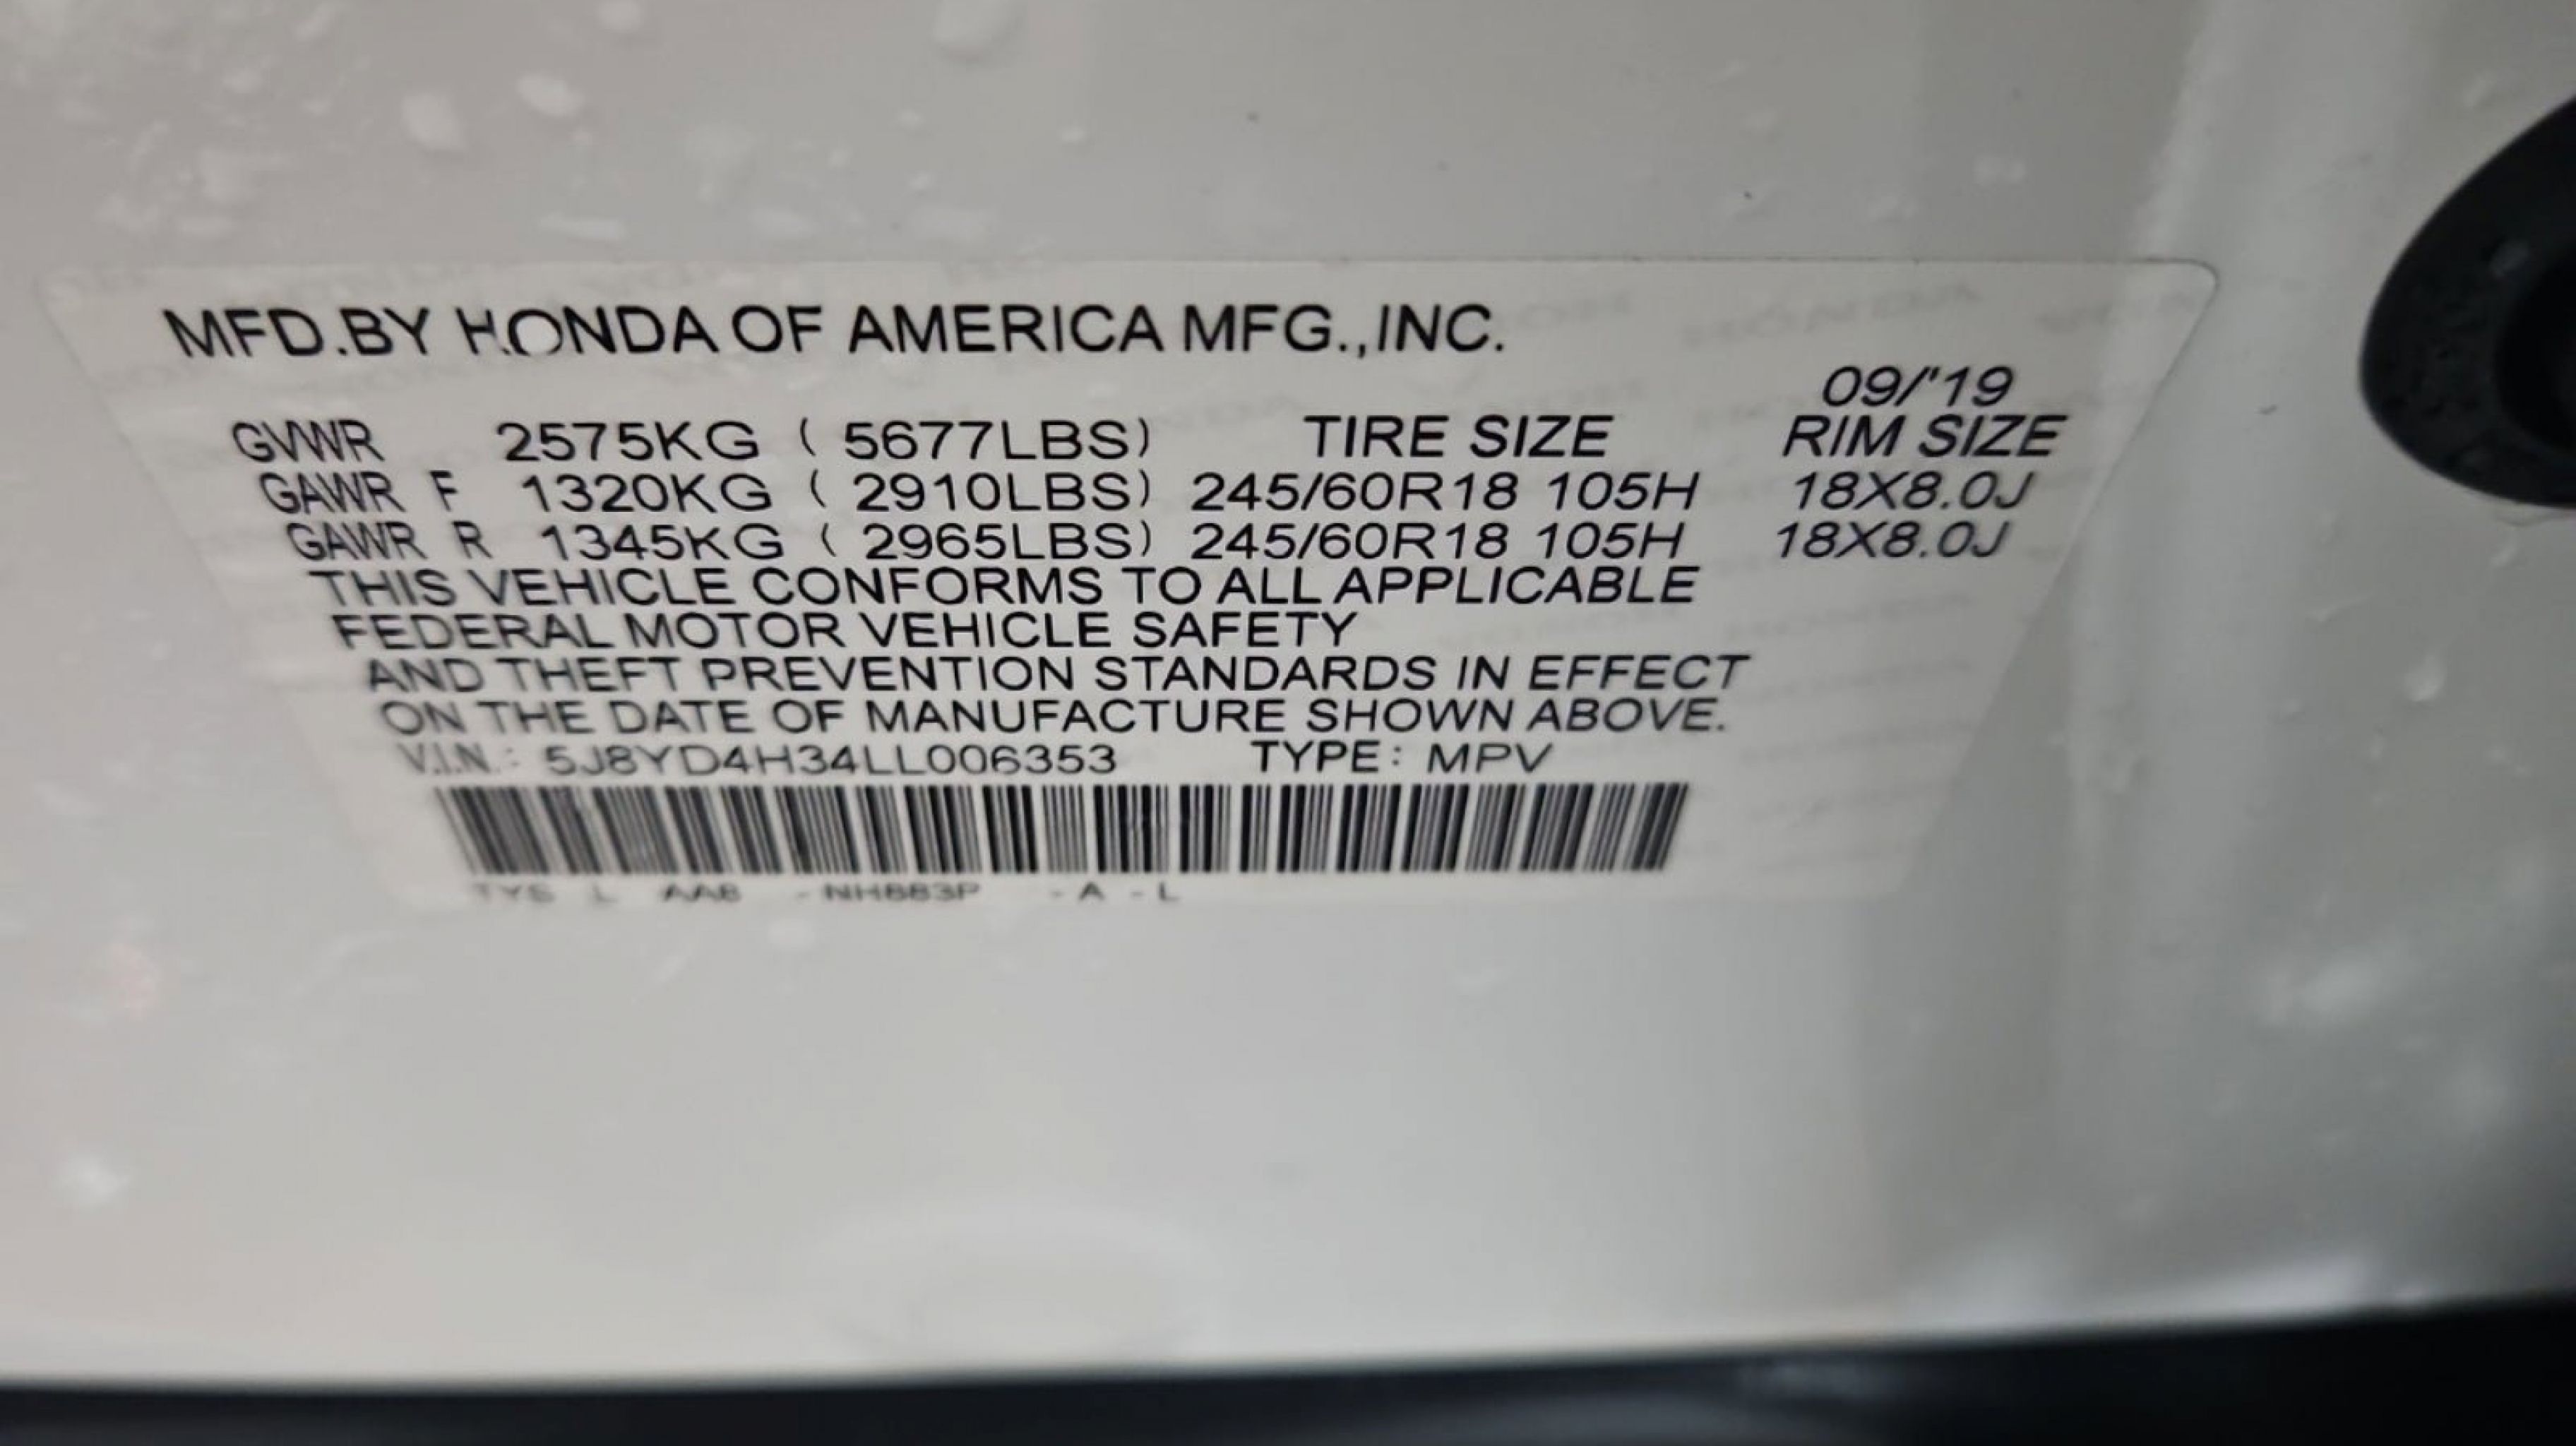 MFD.BY HONDA OF AMERICA MFG.,INC.
09/'19
GVWR 2575KG ( 5677LBS) TIRE SIZE RIM SIZE
GAWR F 1320KG ( 2910LBS) 245/60R18 105H 18X8.0J
GAWR R 1345KG ( 2965LBS) 245/60R18 105H 18X8.0J
THIS VEHICLE CONFORMS TO ALL APPLICABLE
FEDERAL MOTOR VEHICLE SAFETY
AND THEFT PREVENTION STANDARDS IN EFFECT
ON THE DATE OF MANUFACTURE SHOWN ABOVE.
V.I.N.: 5J8YD4H34LL006353 TYPE: MPV
L - A - L